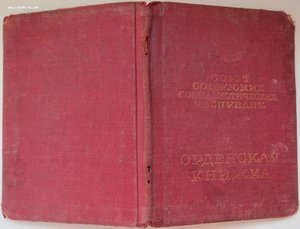 СОЮЗ
СОВЕТСКИХ
СОЦИАЛИСТИЧЕСКИХ
РЕСПУБЛИК
ОРДЕНСКАЯ
КНИЖКА